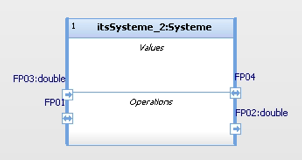 1 itsSysteme_2:Systeme
Values
FP03:double
FP04
FP01
Operations
FP02:double